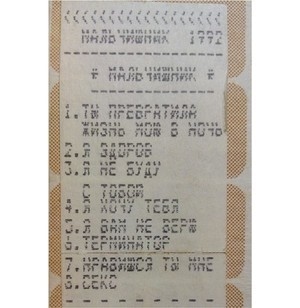 МАЛЬЧИШНИК 1992
* МАЛЬЧИШНИК *
1. ТЫ ПРЕВРАТИЛА
ЖИЗНЬ МОЮ В НОЧЬ
2. Я ЗДОРОВ
3. Я НЕ БУДУ
С ТОБОЙ
4. Я ХОЧУ ТЕБЯ
5. Я ВАМ НЕ ВЕРЮ
6. ТЕРМИНАТОР
7. НРАВИШСЯ ТЫ МНЕ
8. СЕКС